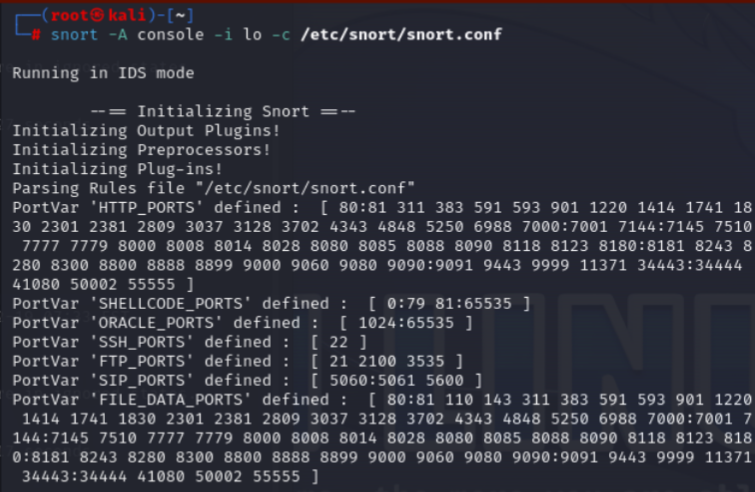 ┌──(root㉿kali)-[~]
└─# snort -A console -i lo -c /etc/snort/snort.conf
Running in IDS mode
--== Initializing Snort ==--
Initializing Output Plugins!
Initializing Preprocessors!
Initializing Plug-ins!
Parsing Rules file "/etc/snort/snort.conf"
PortVar 'HTTP_PORTS' defined :  [ 80:81 311 383 591 593 901 1220 1414 1741 18
30 2301 2381 2809 3037 3128 3702 4343 4848 5250 6988 7000:7001 7144:7145 7510
 7777 7779 8000 8008 8014 8028 8080 8085 8088 8090 8118 8123 8180:8181 8243 8
280 8300 8800 8888 8899 9000 9060 9080 9090:9091 9443 9999 11371 34443:34444
41080 50002 55555 ]
PortVar 'SHELLCODE_PORTS' defined :  [ 0:79 81:65535 ]
PortVar 'ORACLE_PORTS' defined :  [ 1024:65535 ]
PortVar 'SSH_PORTS' defined :  [ 22 ]
PortVar 'FTP_PORTS' defined :  [ 21 2100 3535 ]
PortVar 'SIP_PORTS' defined :  [ 5060:5061 5600 ]
PortVar 'FILE_DATA_PORTS' defined :  [ 80:81 110 143 311 383 591 593 901 1220
 1414 1741 1830 2301 2381 2809 3037 3128 3702 4343 4848 5250 6988 7000:7001 7
144:7145 7510 7777 7779 8000 8008 8014 8028 8080 8085 8088 8090 8118 8123 818
0:8181 8243 8280 8300 8800 8888 8899 9000 9060 9080 9090:9091 9443 9999 11371
 34443:34444 41080 50002 55555 ]